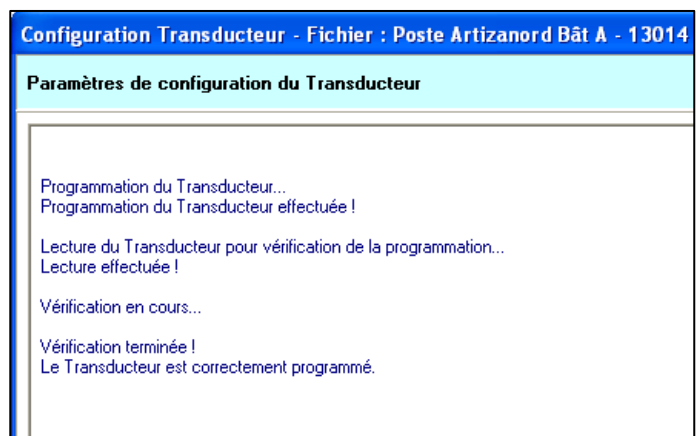 Configuration Transducteur - Fichier : Poste Artizanord Bât A - 13014
Paramètres de configuration du Transducteur
Programmation du Transducteur...
Programmation du Transducteur effectuée !
Lecture du Transducteur pour vérification de la programmation...
Lecture effectuée !
Vérification en cours...
Vérification terminée !
Le Transducteur est correctement programmé.